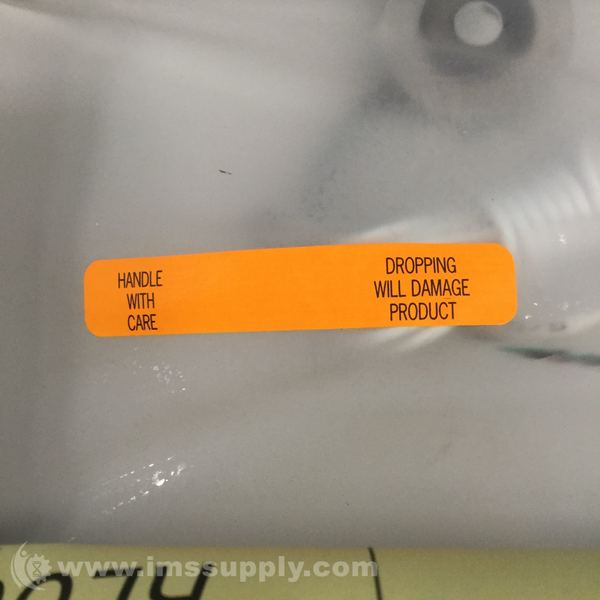 HANDLE
WITH
CARE
DROPPING
WILL DAMAGE
PRODUCT
www.imssupply.com